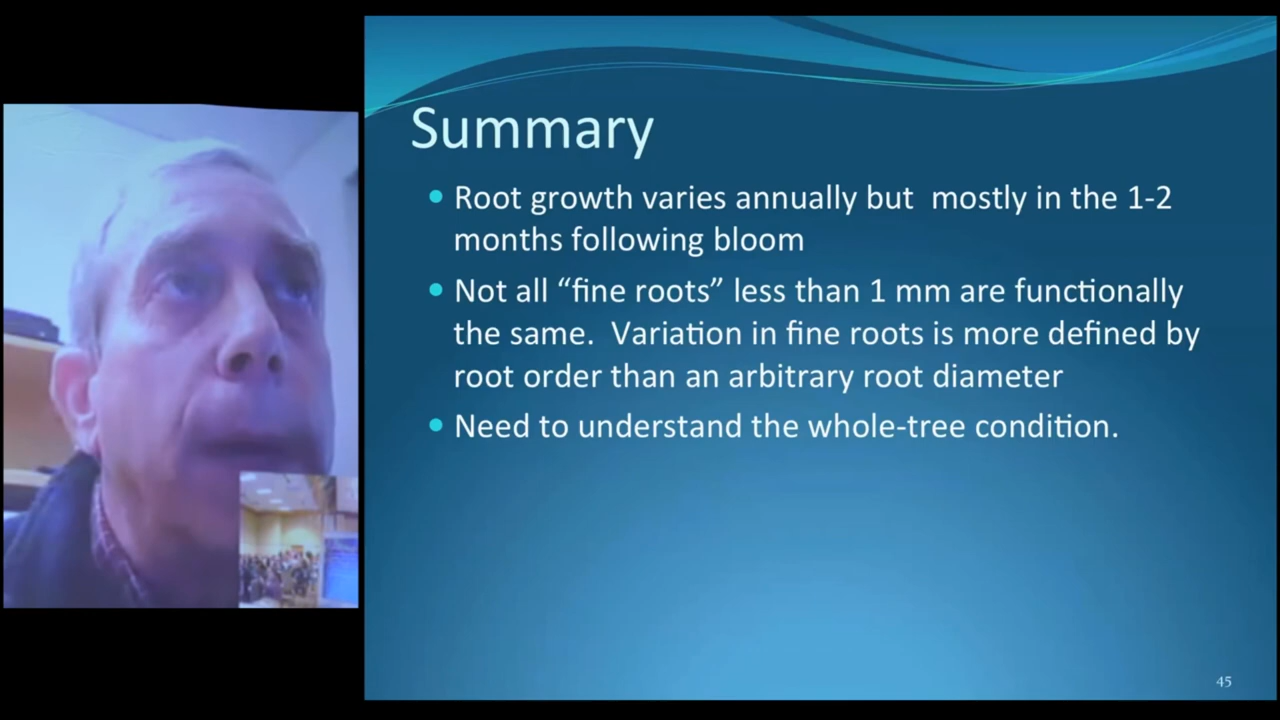 Summary
Root growth varies annually but  mostly in the 1-2
months following bloom
Not all “fine roots” less than 1 mm are functionally
the same.  Variation in fine roots is more defined by
root order than an arbitrary root diameter
Need to understand the whole-tree condition.
45